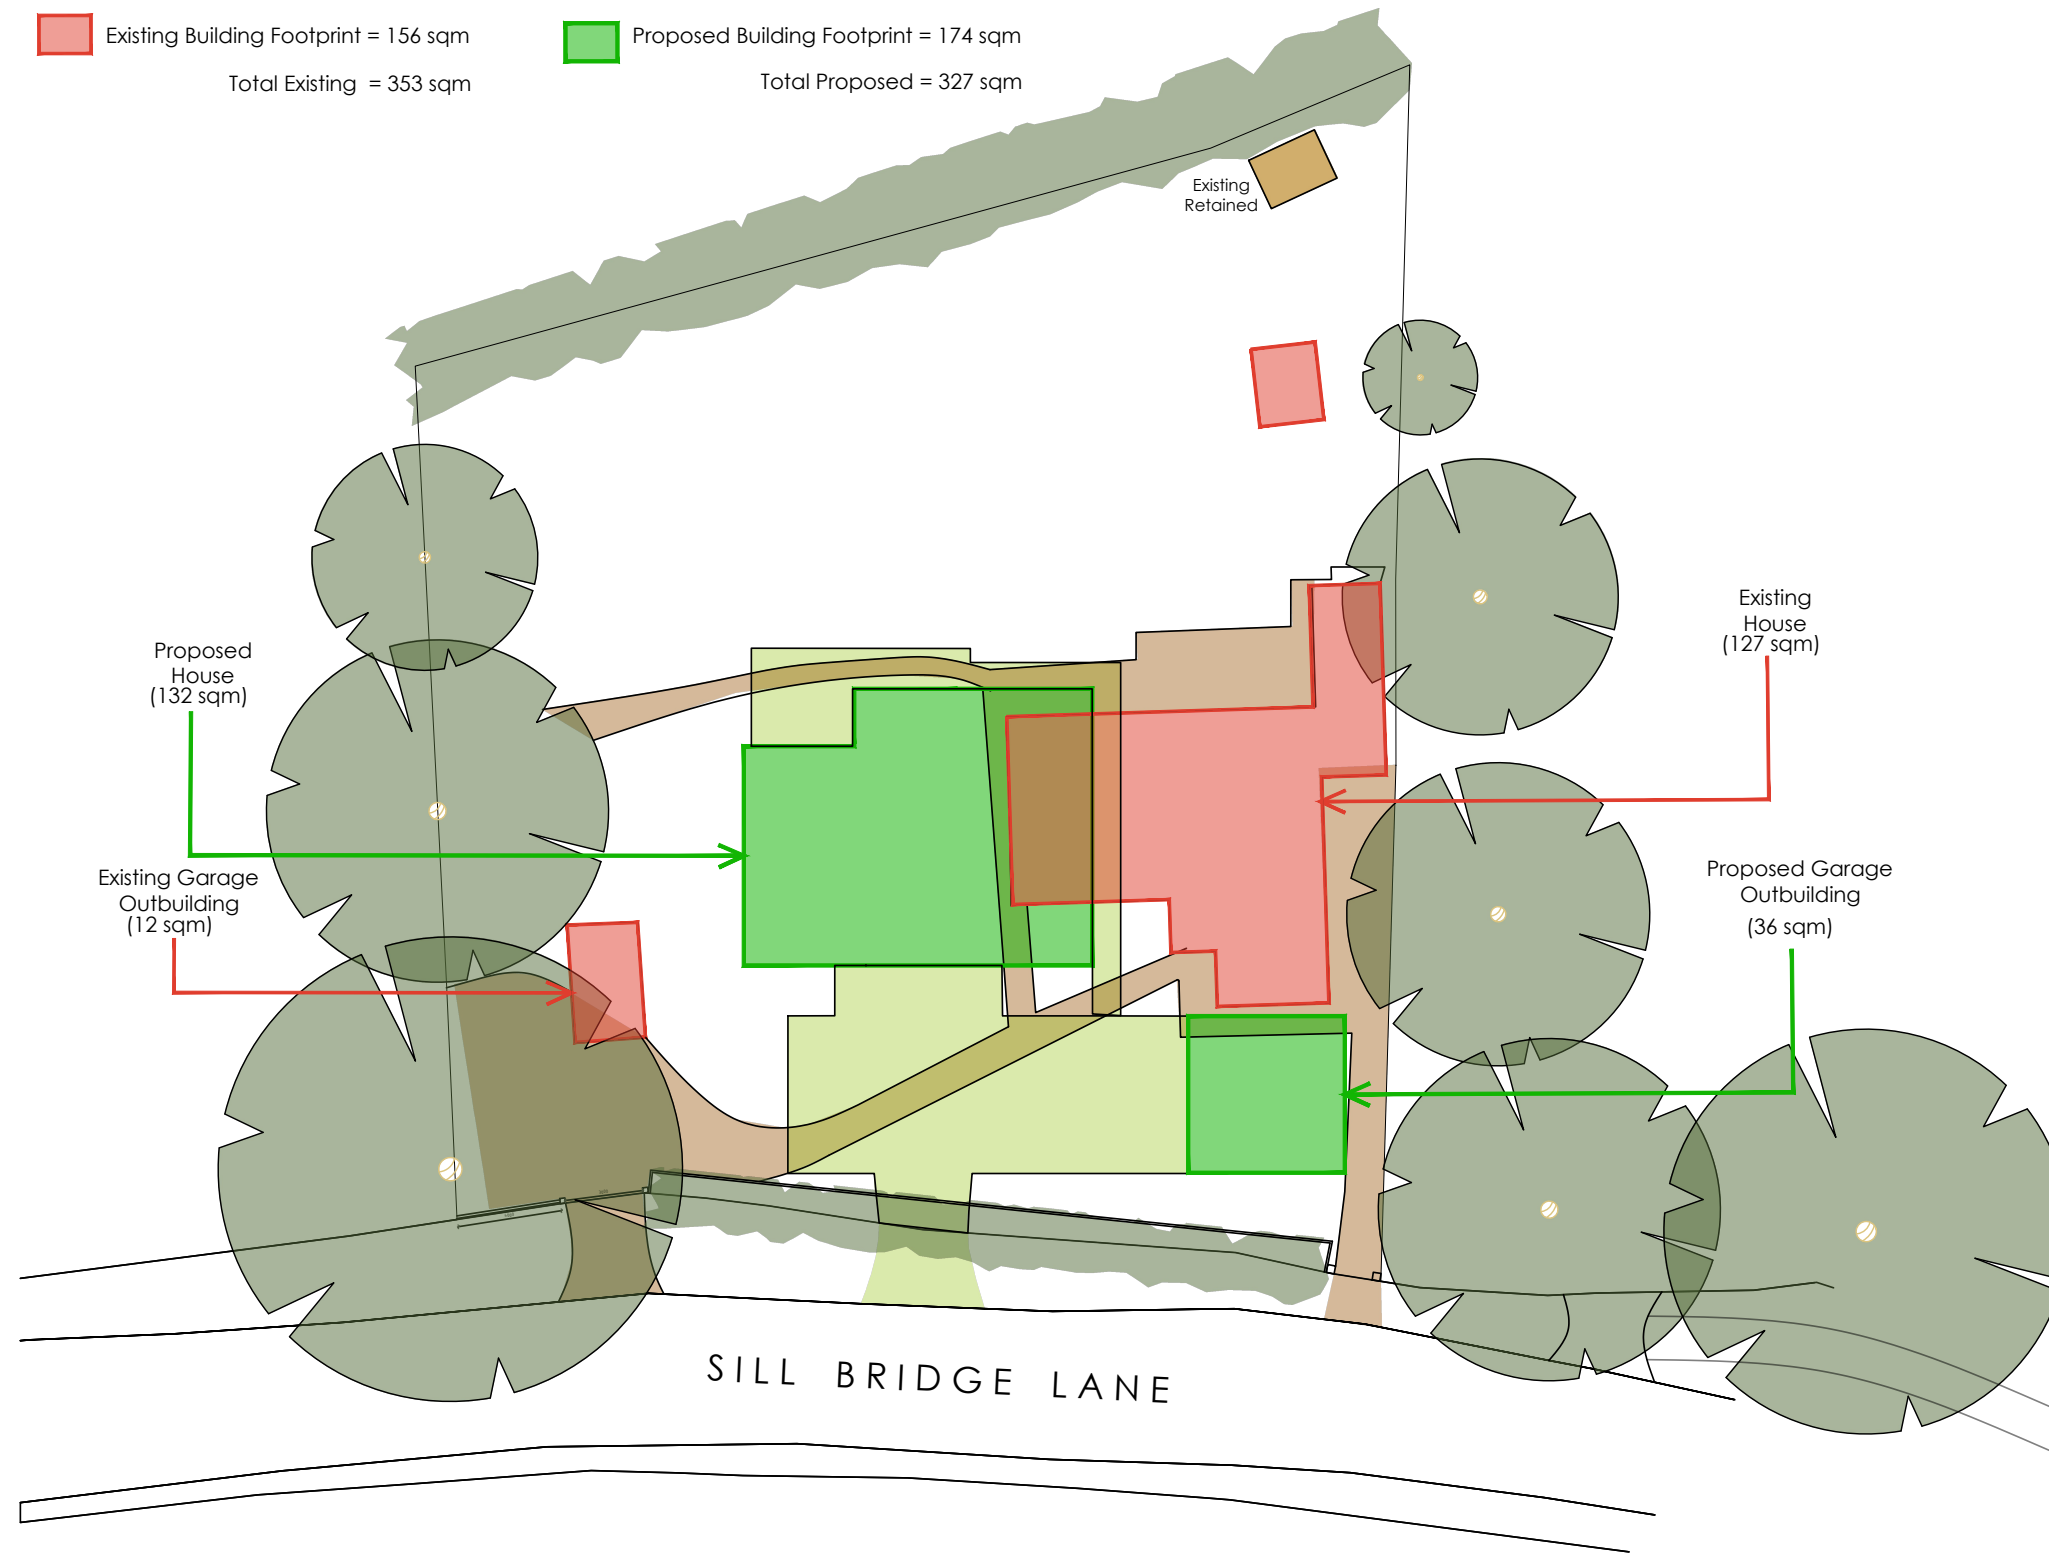 Existing Building Footprint = 156 sqm
Total Existing = 353 sqm
Proposed Building Footprint = 174 sqm
Total Proposed = 327 sqm
Existing
Retained
Existing
House
(127 sqm)
Proposed
House
(132 sqm)
Existing Garage
Outbuilding
(12 sqm)
Proposed Garage
Outbuilding
(36 sqm)
SILL BRIDGE LANE